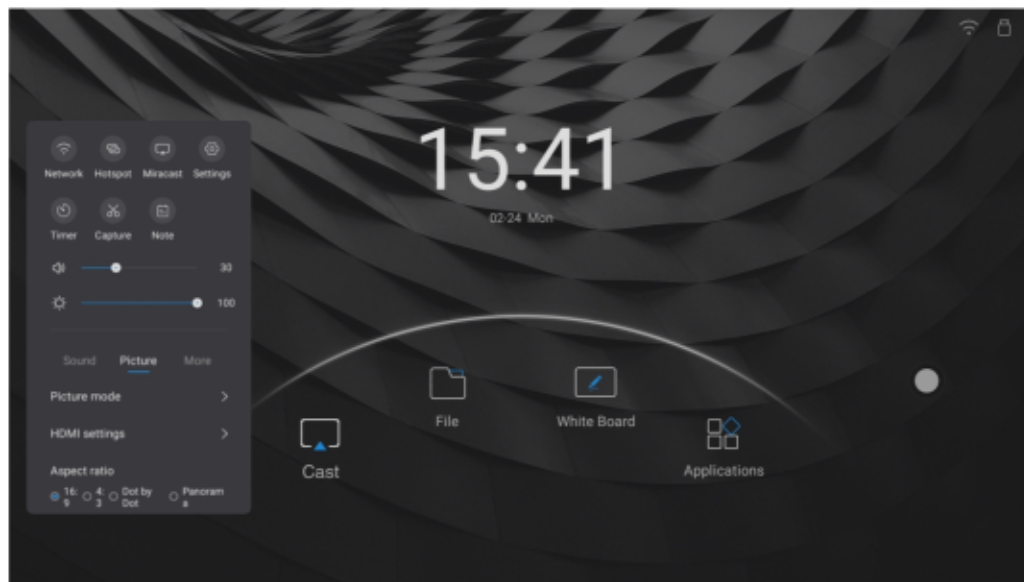 15:41
02-24 Mon
Network Hotspot Miracast Settings
Timer Capture Note
30
100
Sound Picture More
Picture mode
HDMI settings
Aspect ratio
16:
9
4:
3
Dot by
Dot
Panoram
a
File
White Board
Cast
Applications